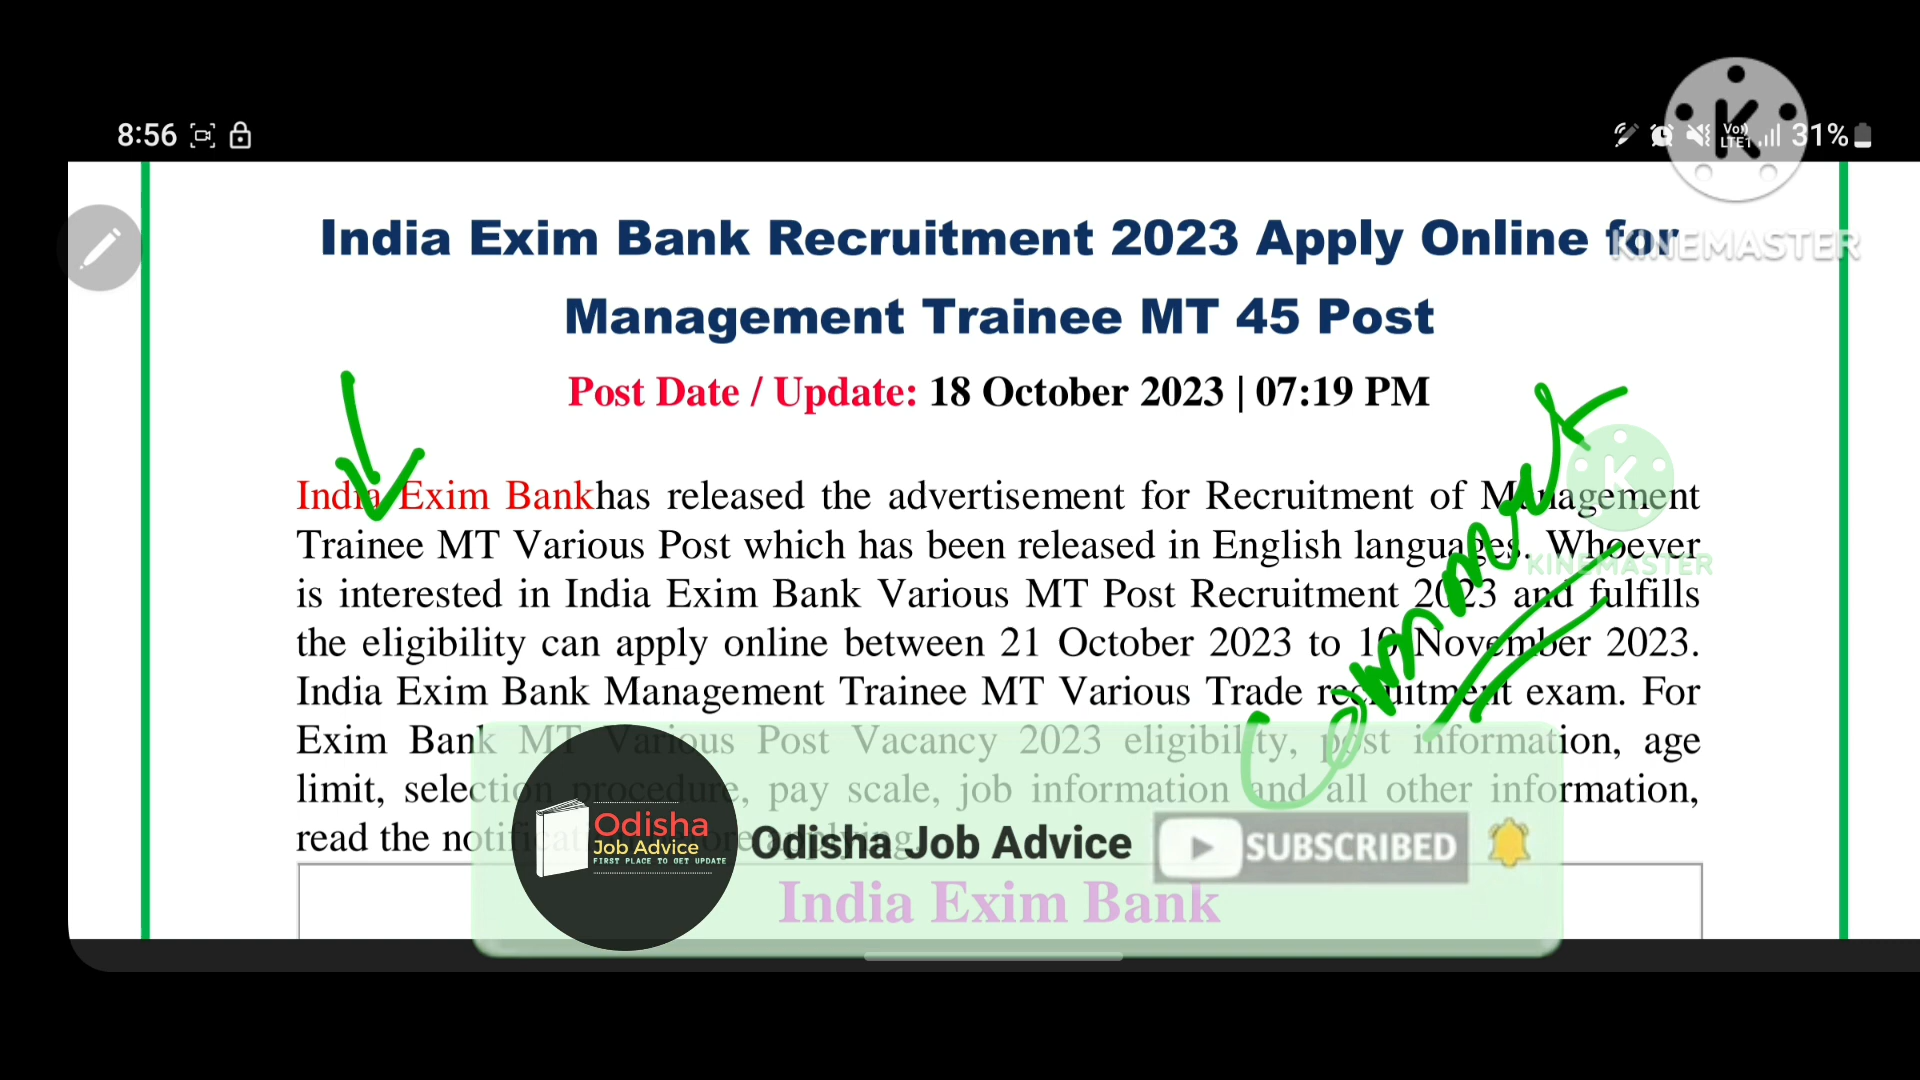 8:56
Vo)) LTE1 31%
KINEMASTER
India Exim Bank Recruitment 2023 Apply Online for
Management Trainee MT 45 Post
Post Date / Update: 18 October 2023 | 07:19 PM
India Exim Bankhas released the advertisement for Recruitment of Management
Trainee MT Various Post which has been released in English languages. Whoever
KINEMASTER
is interested in India Exim Bank Various MT Post Recruitment 2023 and fulfills
the eligibility can apply online between 21 October 2023 to 10 November 2023.
India Exim Bank Management Trainee MT Various Trade recruitment exam. For
Exim Bank MT Various Post Vacancy 2023 eligibility, post information, age
limit, selection procedure, pay scale, job information and all other information,
read the notification before applying.
Comment
Odisha
Job Advice
FIRST PLACE TO GET UPDATE
Odisha Job Advice
SUBSCRIBED
India Exim Bank